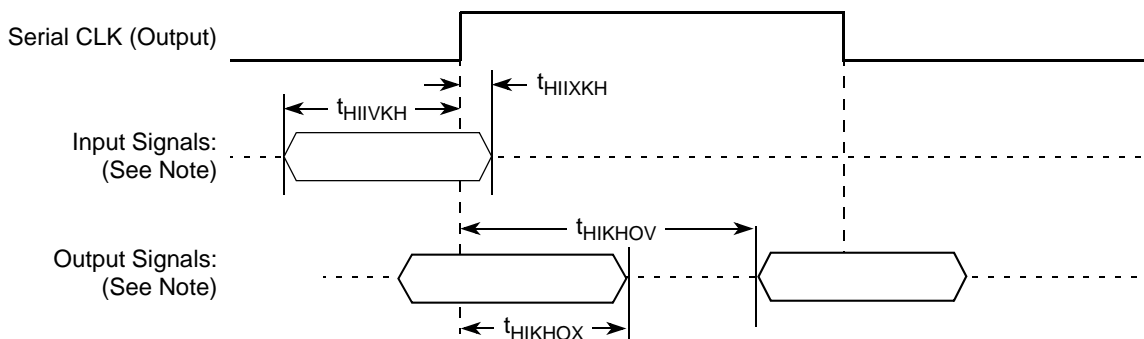 Serial CLK (Output)
tHIIXKH
tHIIVKH
Input Signals:
(See Note)
tHIKHOV
Output Signals:
(See Note)
tHIKHOX